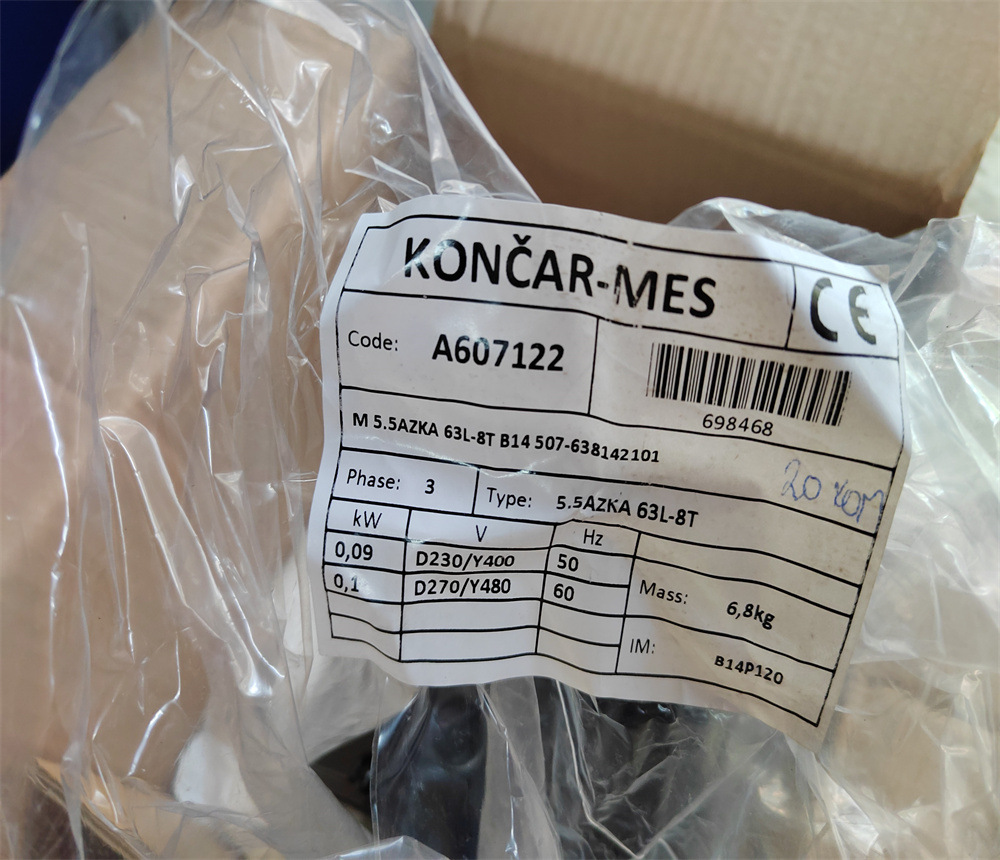 KONČAR-MES CE
Code: A607122
698468
M 5.5AZKA 63L-8T B14 507-638142101
20 kom
Phase: 3 Type: 5.5AZKA 63L-8T
kW V Hz
0,09 D230/Y400 50
0,1 D270/Y480 60
Mass: 6,8kg
IM: B14P120